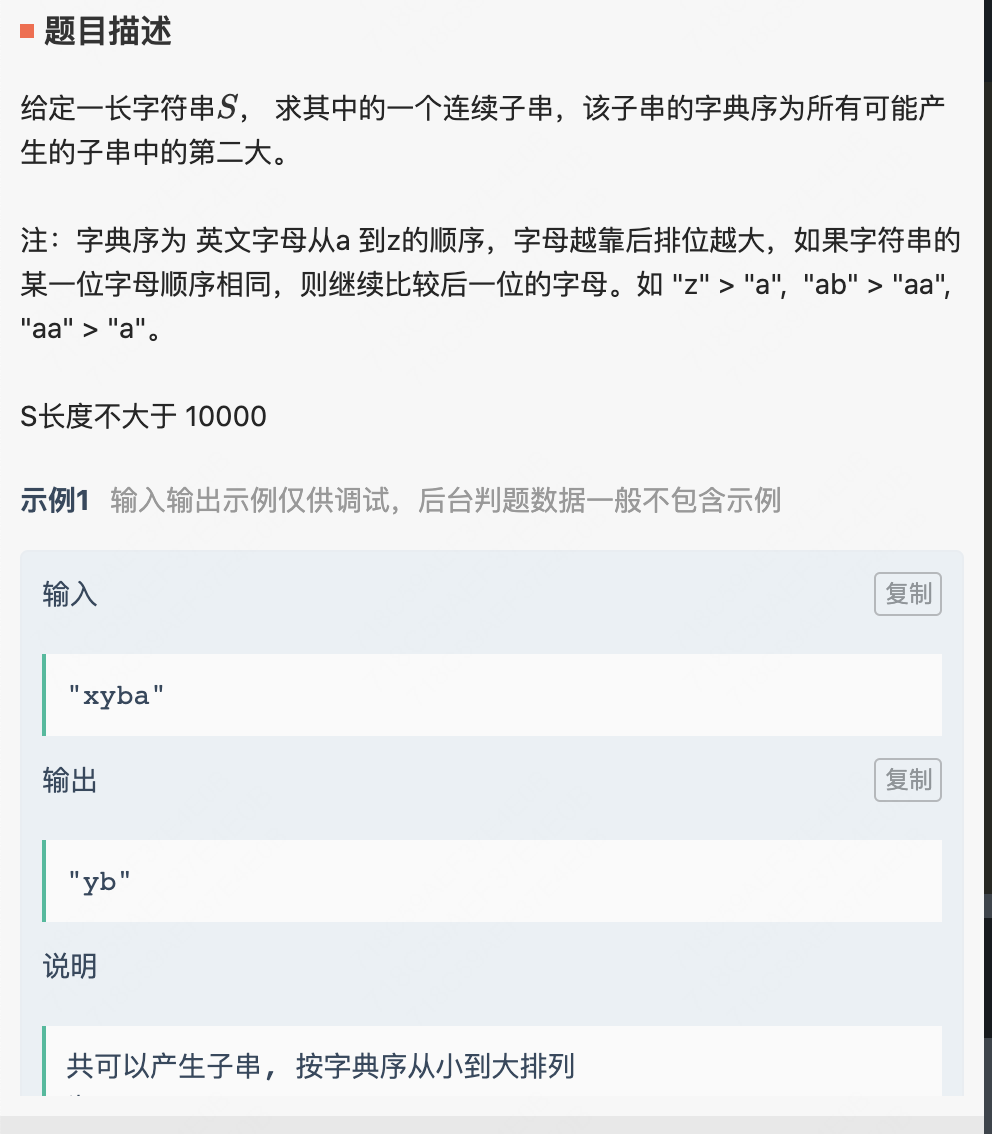 题目描述
给定一长字符串S， 求其中的一个连续子串，该子串的字典序为所有可能产
生的子串中的第二大。
注：字典序为 英文字母从a 到z的顺序，字母越靠后排位越大，如果字符串的
某一位字母顺序相同，则继续比较后一位的字母。如 "z" > "a"，"ab" > "aa"，
"aa" > "a"。
S长度不大于 10000
示例1 输入输出示例仅供调试，后台判题数据一般不包含示例
输入
复制
"xyba"
输出
复制
"yb"
说明
共可以产生子串, 按字典序从小到大排列